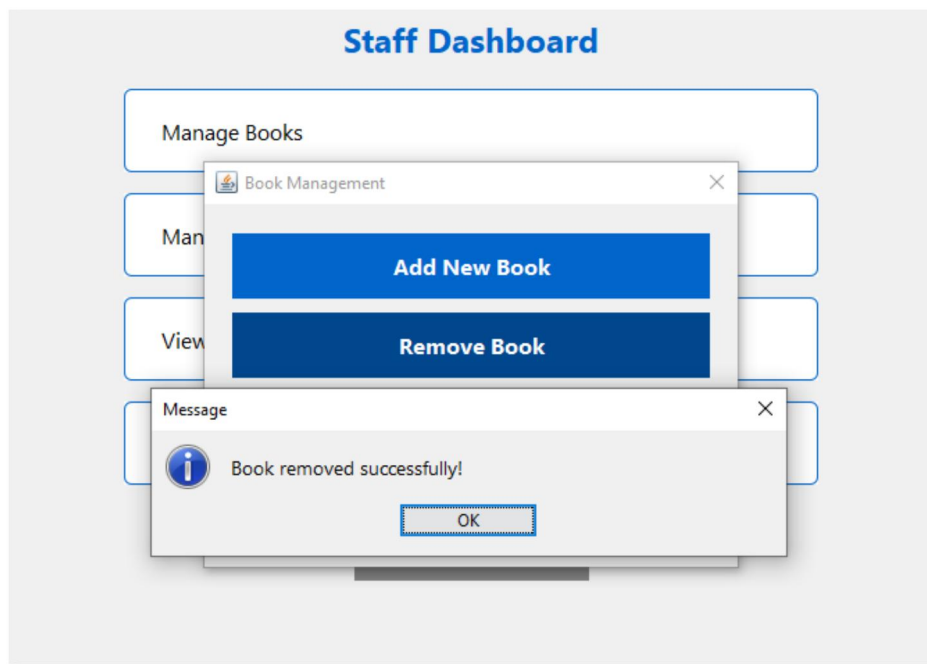 Staff Dashboard
Manage Books
Book Management
Man
Add New Book
View
Remove Book
Message
Book removed successfully!
OK